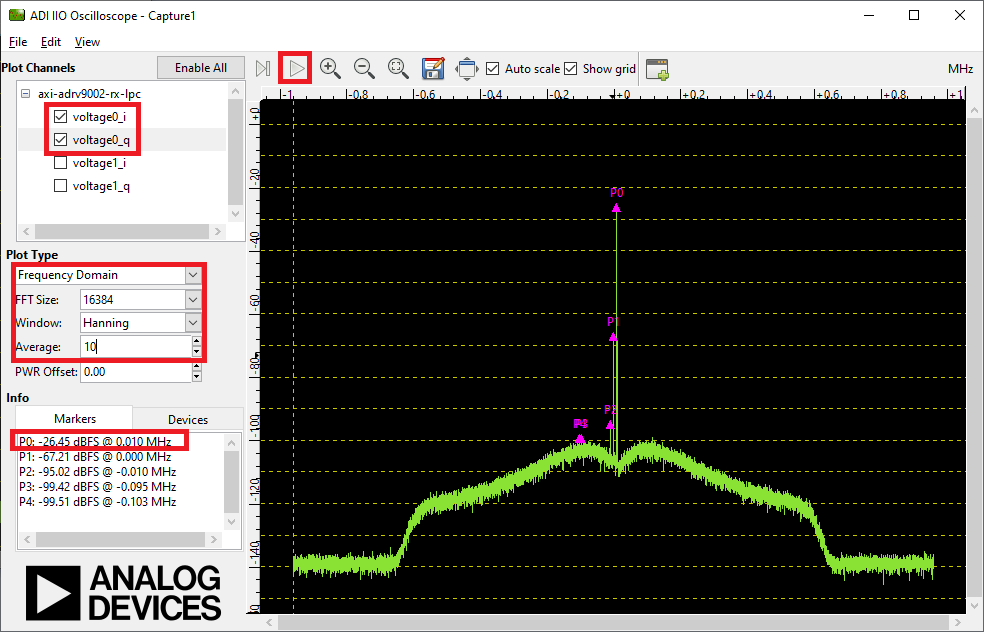 ADI IIO Oscilloscope - Capture1
File Edit View
Plot Channels Enable All Auto scale Show grid MHz
axi-adrv9002-rx-lpc
voltage0_i
voltage0_q
voltage1_i
voltage1_q
-1 -0.8 -0.6 -0.4 -0.2 +0 +0.2 +0.4 +0.6 +0.8 +1
+0
-20
-40
-60
-80
-100
-120
-140
P0
P1
P2
Plot Type
Frequency Domain
FFT Size: 16384
Window: Hanning
Average: 10
PWR Offset: 0.00
Info
Markers Devices
P0: -26.45 dBFS @ 0.010 MHz
P1: -67.21 dBFS @ 0.000 MHz
P2: -95.02 dBFS @ -0.010 MHz
P3: -99.42 dBFS @ -0.095 MHz
P4: -99.51 dBFS @ -0.103 MHz
ANALOG
DEVICES